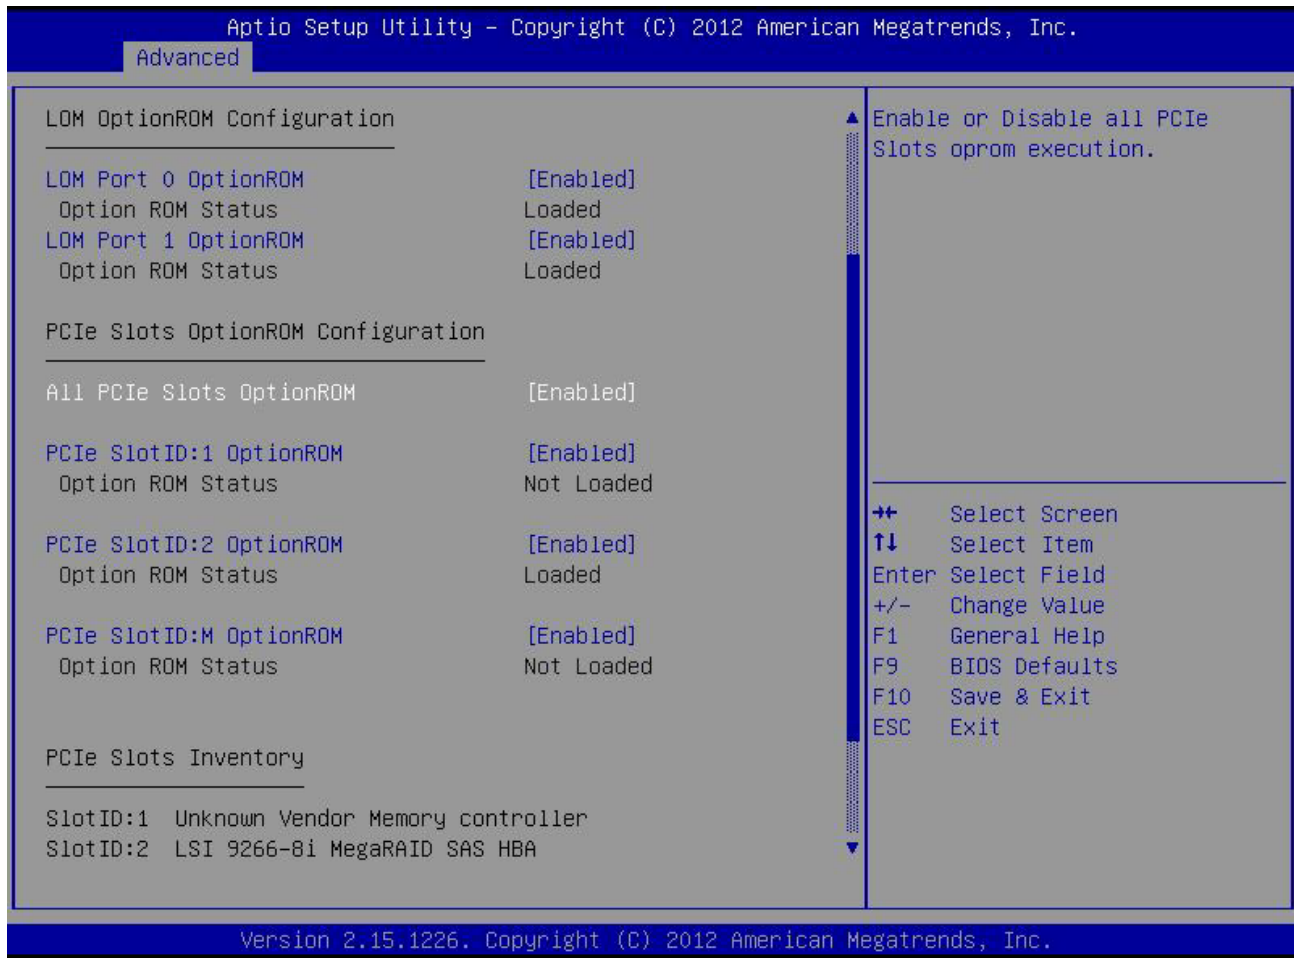 Aptio Setup Utility – Copyright (C) 2012 American Megatrends, Inc.
Advanced
LOM OptionROM Configuration
LOM Port 0 OptionROM [Enabled]
Option ROM Status Loaded
LOM Port 1 OptionROM [Enabled]
Option ROM Status Loaded
PCIe Slots OptionROM Configuration
All PCIe Slots OptionROM [Enabled]
PCIe SlotID:1 OptionROM [Enabled]
Option ROM Status Not Loaded
PCIe SlotID:2 OptionROM [Enabled]
Option ROM Status Loaded
PCIe SlotID:M OptionROM [Enabled]
Option ROM Status Not Loaded
PCIe Slots Inventory
SlotID:1 Unknown Vendor Memory controller
SlotID:2 LSI 9266-8i MegaRAID SAS HBA
Enable or Disable all PCIe
Slots oprom execution.
→← Select Screen
↑↓ Select Item
Enter Select Field
+/- Change Value
F1 General Help
F9 BIOS Defaults
F10 Save & Exit
ESC Exit
Version 2.15.1226. Copyright (C) 2012 American Megatrends, Inc.